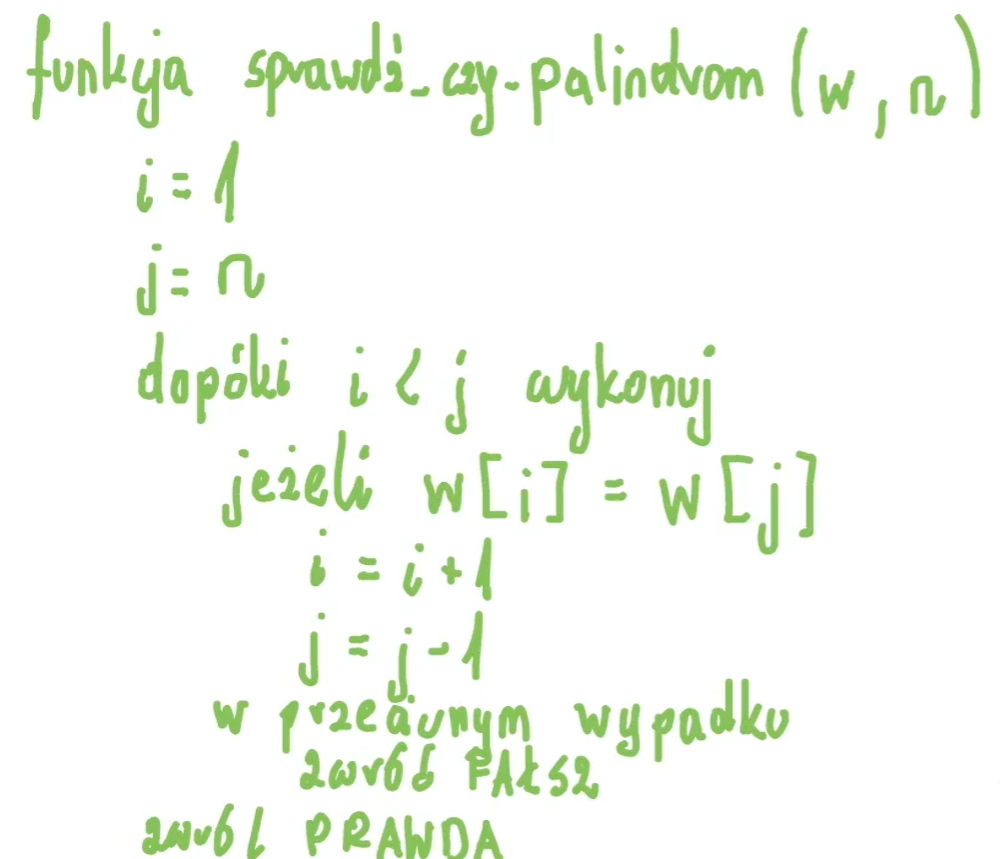 funkcja sprawdź_czy_palindrom (w, n)
i = 1
j = n
dopóki i < j wykonuj
jeżeli w[i] = w[j]
i = i + 1
j = j - 1
w przeciwnym wypadku
zwróć FAŁSZ
zwróć PRAWDA